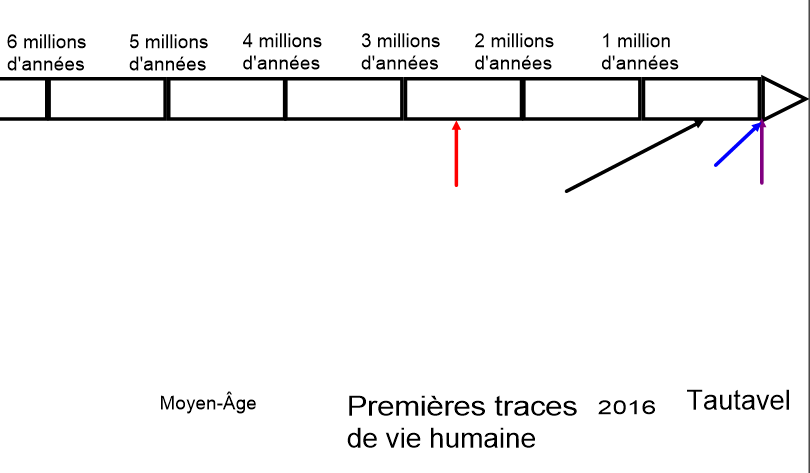 6 millions
d'années
5 millions
d'années
4 millions
d'années
3 millions
d'années
2 millions
d'années
1 million
d'années
Moyen-Âge
Premières traces
de vie humaine
2016
Tautavel